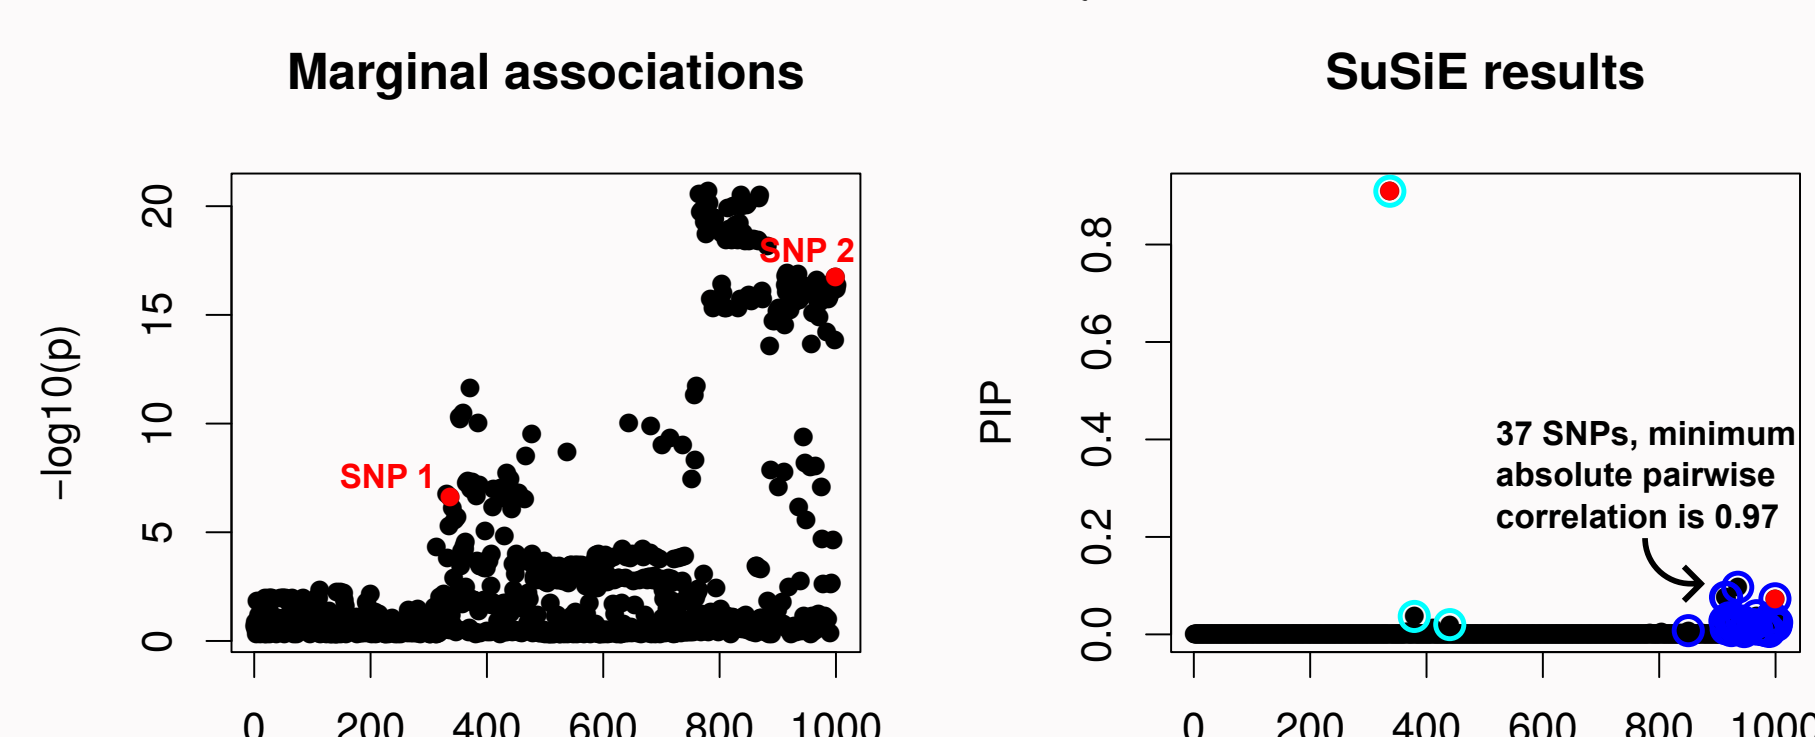 Marginal associations
−log10(p)
20
15
10
5
0
SNP 2
SNP 1
0 200 400 600 800 1000
SuSiE results
PIP
0.8
0.6
0.4
0.2
0.0
37 SNPs, minimum
absolute pairwise
correlation is 0.97
0 200 400 600 800 1000